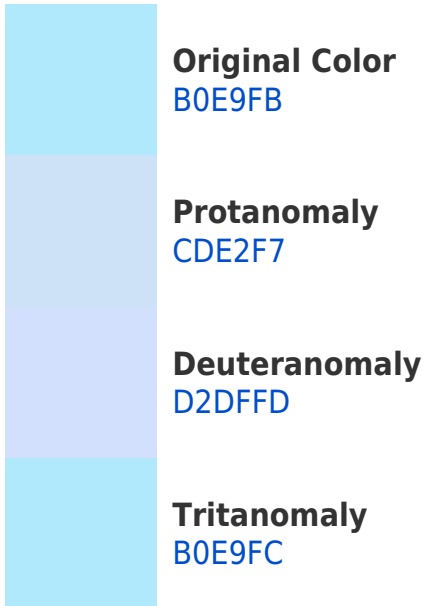 Original Color
B0E9FB
Protanomaly
CDE2F7
Deuteranomaly
D2DFFD
Tritanomaly
B0E9FC